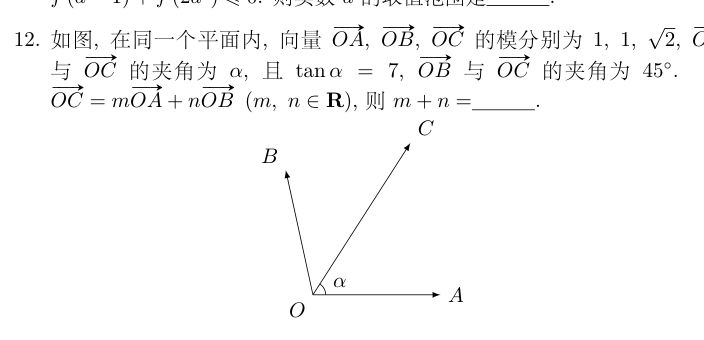 12. 如图, 在同一个平面内, 向量 $\overrightarrow{OA}$, $\overrightarrow{OB}$, $\overrightarrow{OC}$ 的模分别为 1, 1, $\sqrt{2}$,
与 $\overrightarrow{OC}$ 的夹角为 α, 且 tan α = 7, $\overrightarrow{OB}$ 与 $\overrightarrow{OC}$ 的夹角为 45°.
$\overrightarrow{OC}$ = m$\overrightarrow{OA}$ + n$\overrightarrow{OB}$ (m, n ∈ R), 则 m + n =______.
C
B
α
A
O